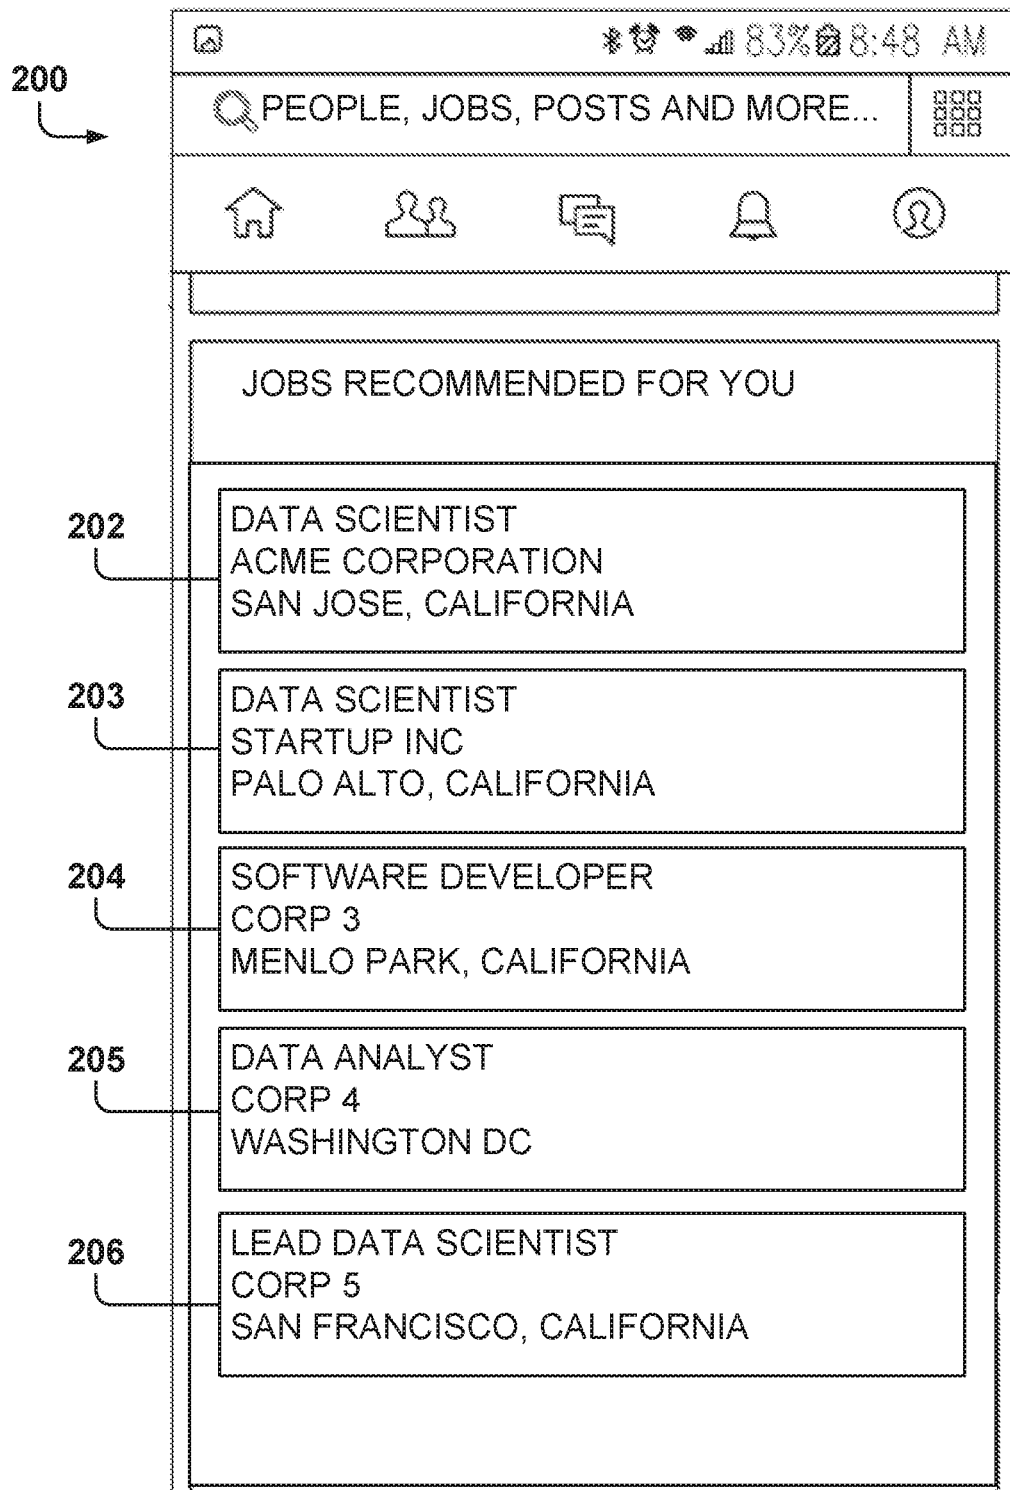 83% 8:48 AM
200
PEOPLE, JOBS, POSTS AND MORE...
JOBS RECOMMENDED FOR YOU
202
DATA SCIENTIST
ACME CORPORATION
SAN JOSE, CALIFORNIA
203
DATA SCIENTIST
STARTUP INC
PALO ALTO, CALIFORNIA
204
SOFTWARE DEVELOPER
CORP 3
MENLO PARK, CALIFORNIA
205
DATA ANALYST
CORP 4
WASHINGTON DC
206
LEAD DATA SCIENTIST
CORP 5
SAN FRANCISCO, CALIFORNIA